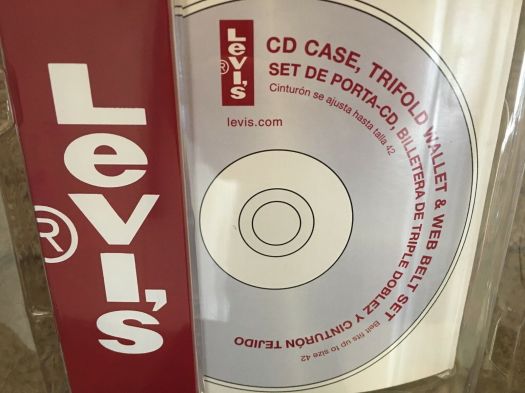 Levi's
®
Levi's
®
levis.com
CD CASE, TRIFOLD WALLET & WEB BELT SET
SET DE PORTA-CD, BILLETERA DE TRIPLE DOBLEZ Y CINTURÓN TEJIDO
Cinturón se ajusta hasta talla 42
Belt fits up to size 42